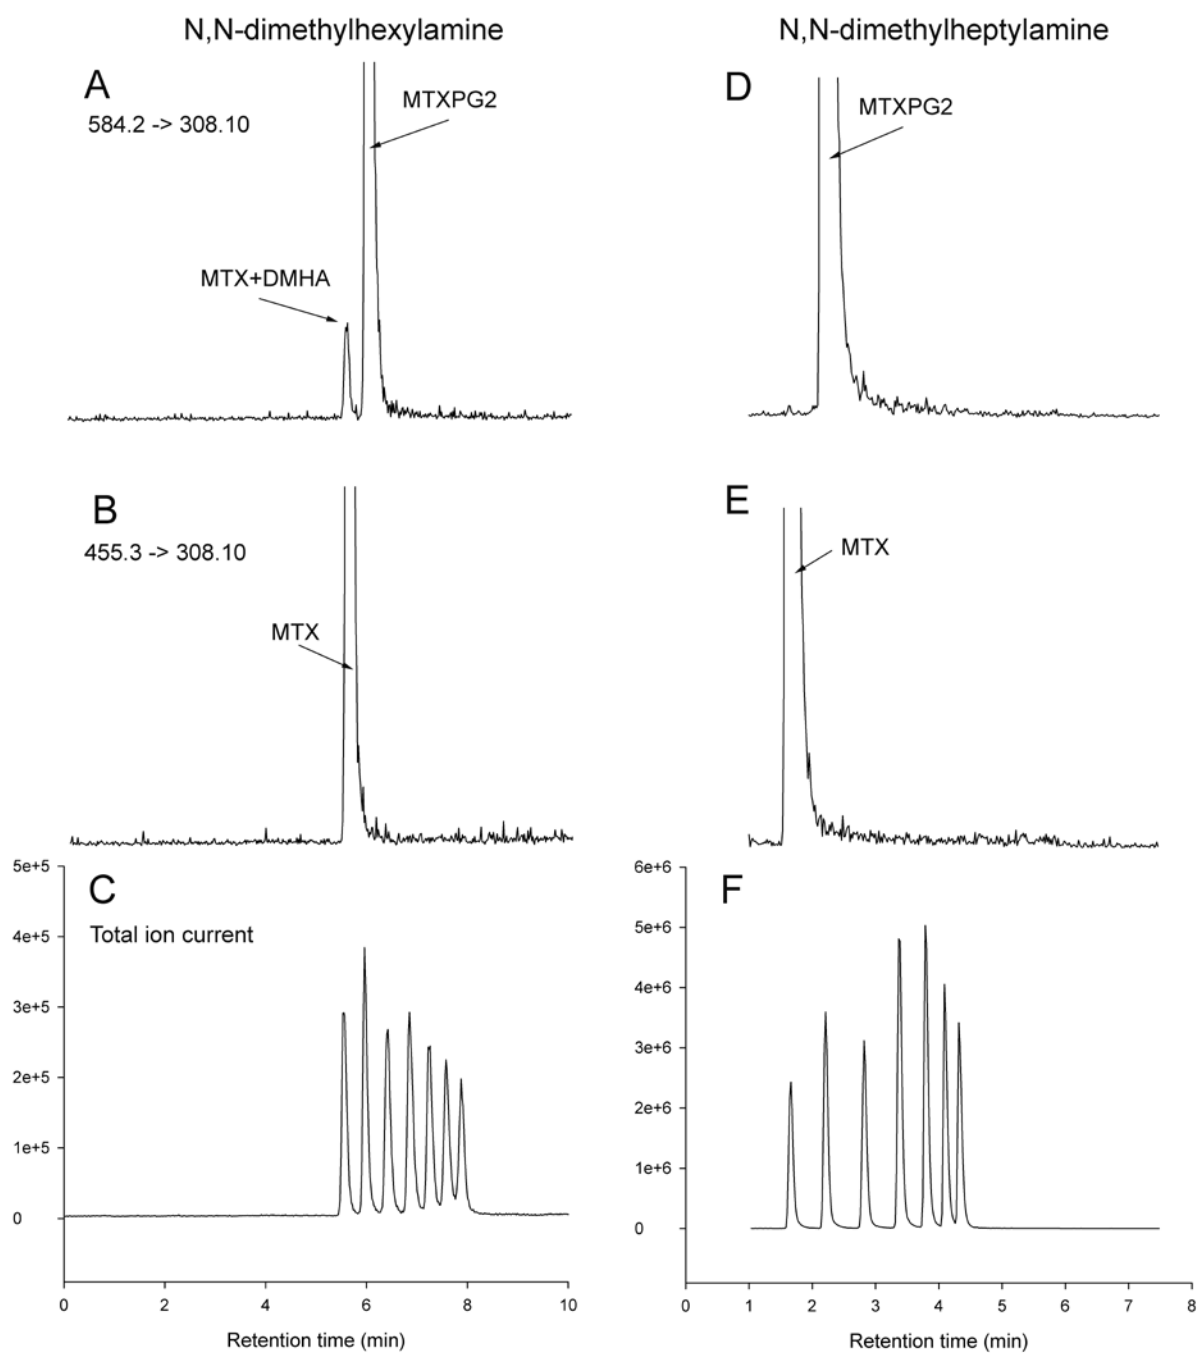 N,N-dimethylhexylamine
N,N-dimethylheptylamine
A
584.2 -> 308.10
MTXPG2
MTX+DMHA
D
MTXPG2
B
455.3 -> 308.10
MTX
E
MTX
C
Total ion current
5e+5
4e+5
3e+5
2e+5
1e+5
0
0 2 4 6 8 10
Retention time (min)
F
6e+6
5e+6
4e+6
3e+6
2e+6
1e+6
0
0 1 2 3 4 5 6 7 8
Retention time (min)